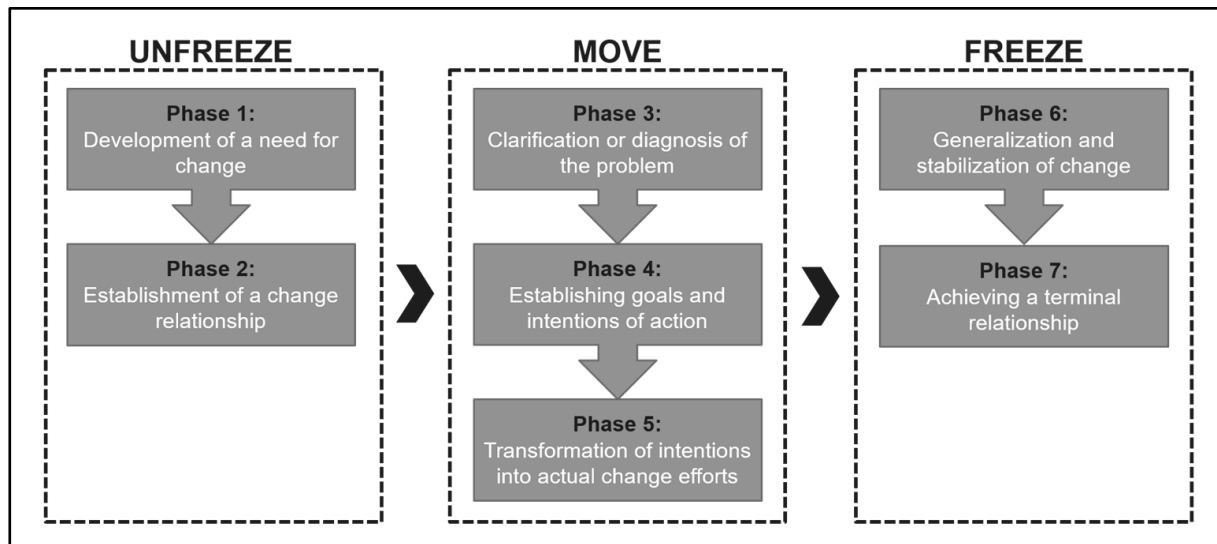 UNFREEZE
Phase 1:
Development of a need for
change
Phase 2:
Establishment of a change
relationship
MOVE
Phase 3:
Clarification or diagnosis of
the problem
Phase 4:
Establishing goals and
intentions of action
Phase 5:
Transformation of intentions
into actual change efforts
FREEZE
Phase 6:
Generalization and
stabilization of change
Phase 7:
Achieving a terminal
relationship